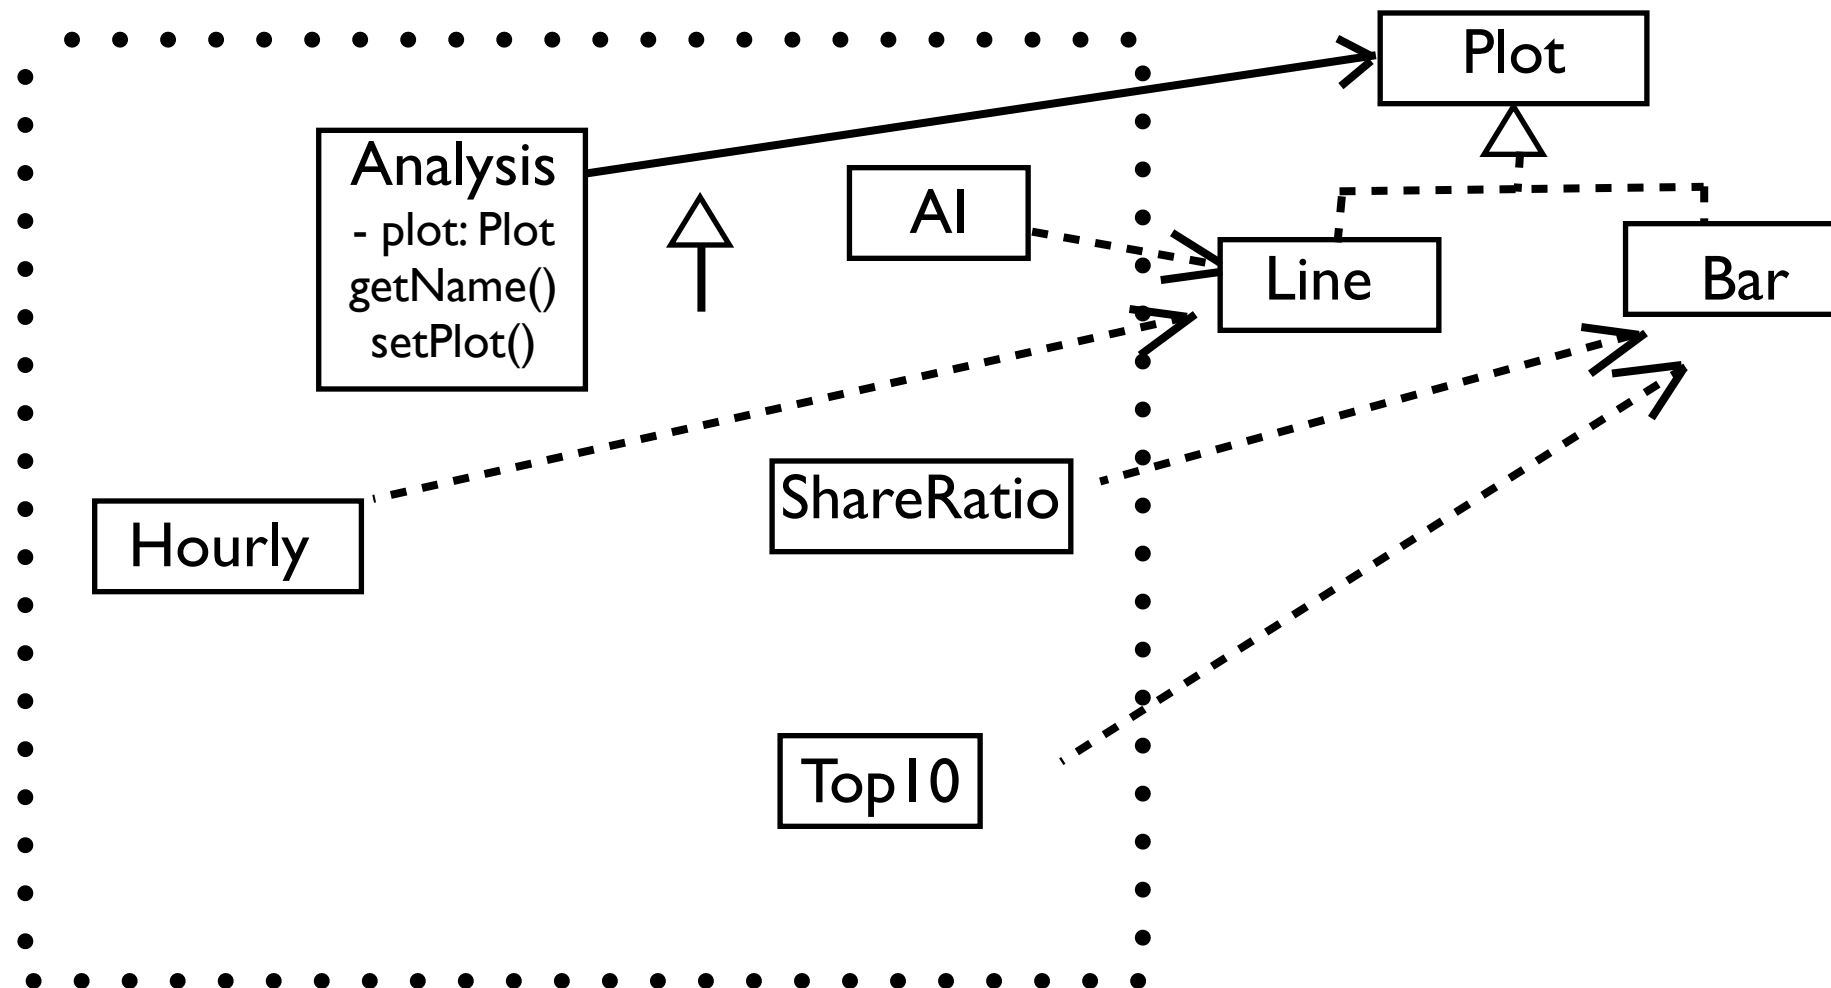 Plot
Analysis
- plot: Plot
getName()
setPlot()
AI
Line
Bar
ShareRatio
Hourly
Top10